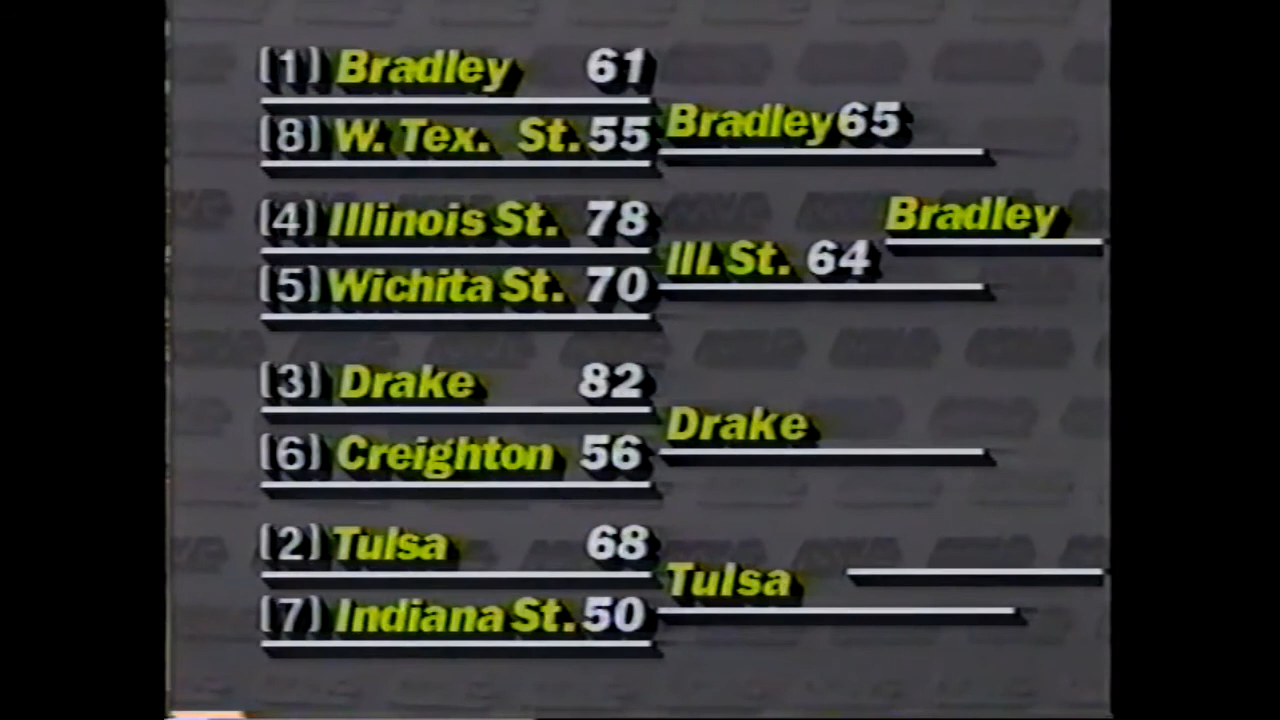 (1) Bradley 61
(8) W. Tex. St. 55
Bradley 65
(4) Illinois St. 78
(5) Wichita St. 70
Ill. St. 64
Bradley
(3) Drake 82
(6) Creighton 56
Drake
(2) Tulsa 68
(7) Indiana St. 50
Tulsa